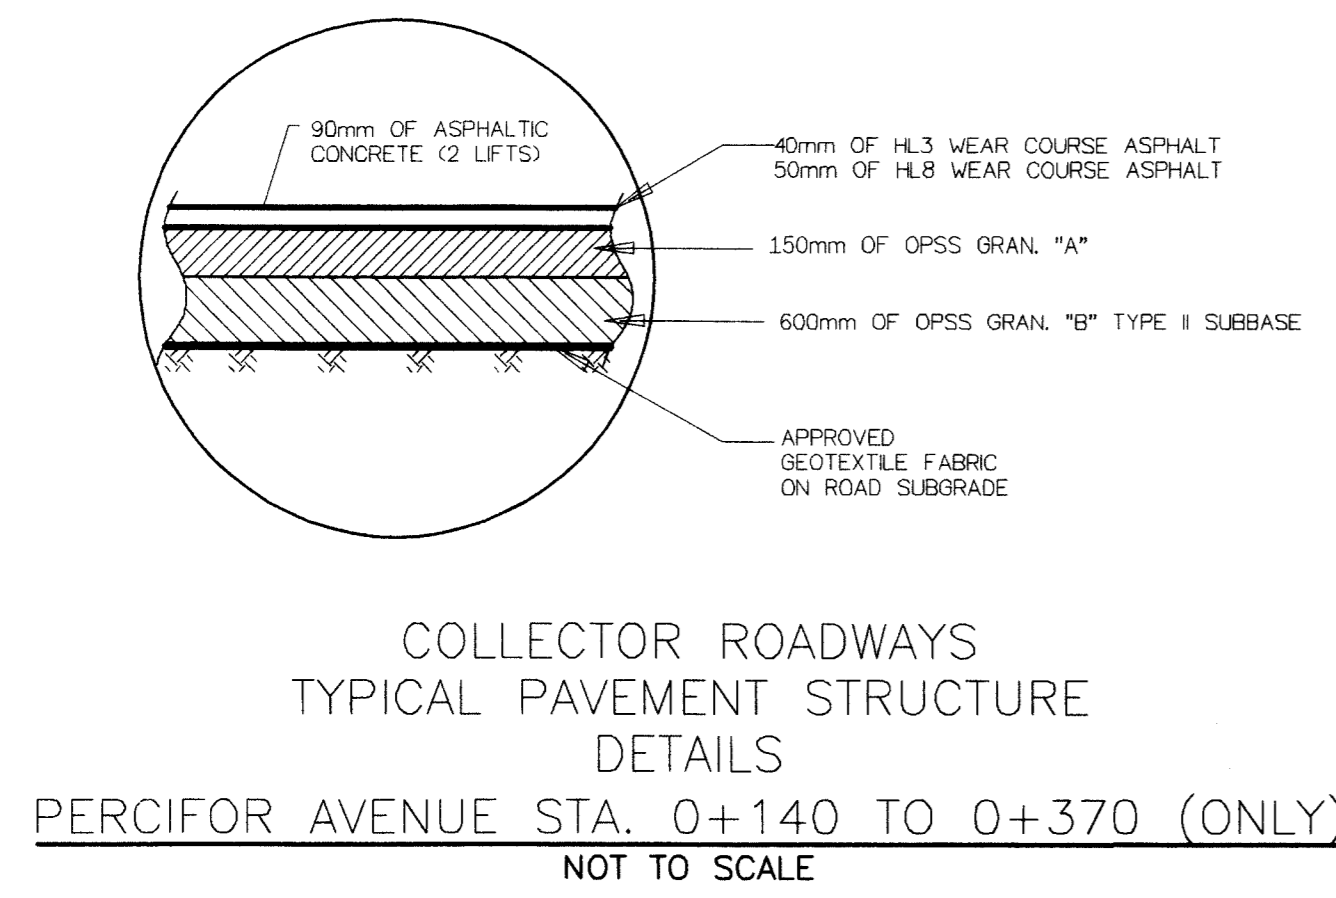 90mm OF ASPHALTIC
CONCRETE (2 LIFTS)
40mm OF HL3 WEAR COURSE ASPHALT
50mm OF HL8 WEAR COURSE ASPHALT
150mm OF OPSS GRAN. "A"
600mm OF OPSS GRAN. "B" TYPE II SUBBASE
APPROVED
GEOTEXTILE FABRIC
ON ROAD SUBGRADE
COLLECTOR ROADWAYS
TYPICAL PAVEMENT STRUCTURE
DETAILS
PERCIFOR AVENUE STA. 0+140 TO 0+370 (ONLY)
NOT TO SCALE